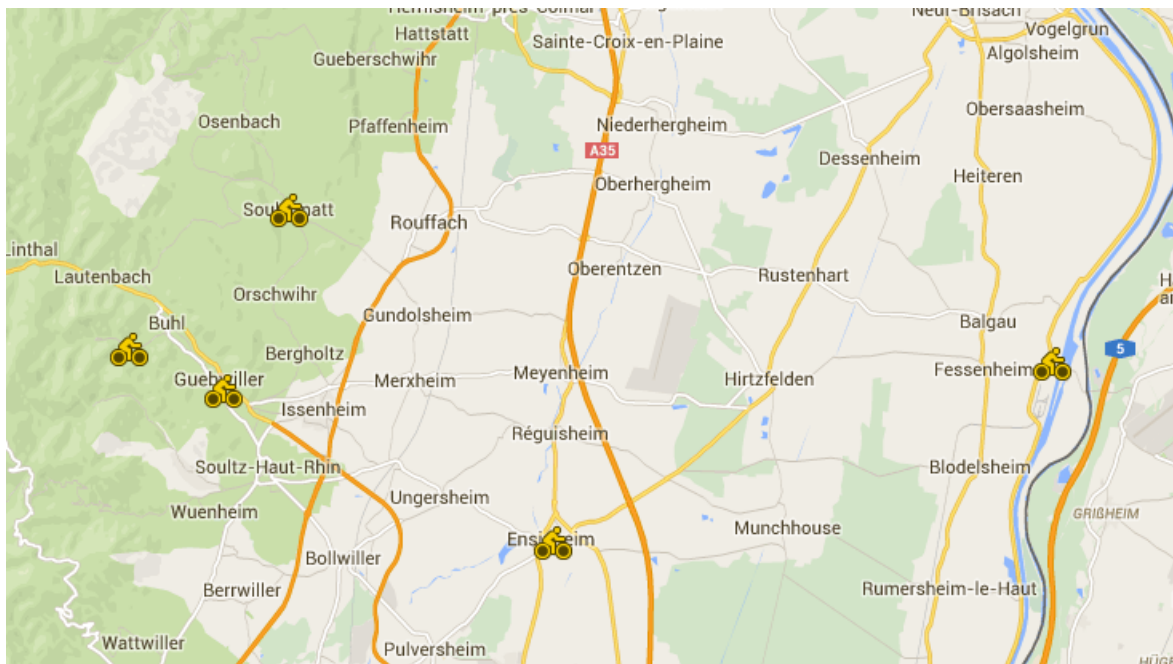 Sainte-Croix-en-Plaine
Hattstatt
Vogelgrun
Algolsheim
Gueberschwihr
Obersaasheim
Osenbach
Pfaffenheim
Niederhergheim
A35
Dessenheim
Heiteren
Oberhergheim
Rouffach
Linthal
Lautenbach
Oberentzen
Rustenhart
Orschwihr
Gundolsheim
Buhl
Balgau
5
Bergholtz
Merxheim
Meyenheim
Hirtzfelden
Fessenheim
Issenheim
Réguisheim
Soultz-Haut-Rhin
Blodelsheim
Ungersheim
Wuenheim
GRIßHEIM
Munchhouse
Bollwiller
Berrwiller
Rumersheim-le-Haut
Wattwiller
Pulversheim